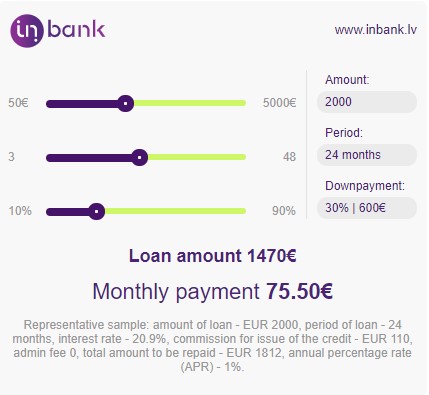 inbank
www.inbank.lv
Amount:
50€ 5000€ 2000
Period:
3 48 24 months
Downpayment:
10% 90% 30% | 600€
Loan amount 1470€
Monthly payment 75.50€
Representative sample: amount of loan - EUR 2000, period of loan - 24
months, interest rate - 20.9%, commission for issue of the credit - EUR 110,
admin fee 0, total amount to be repaid - EUR 1812, annual percentage rate
(APR) - 1%.